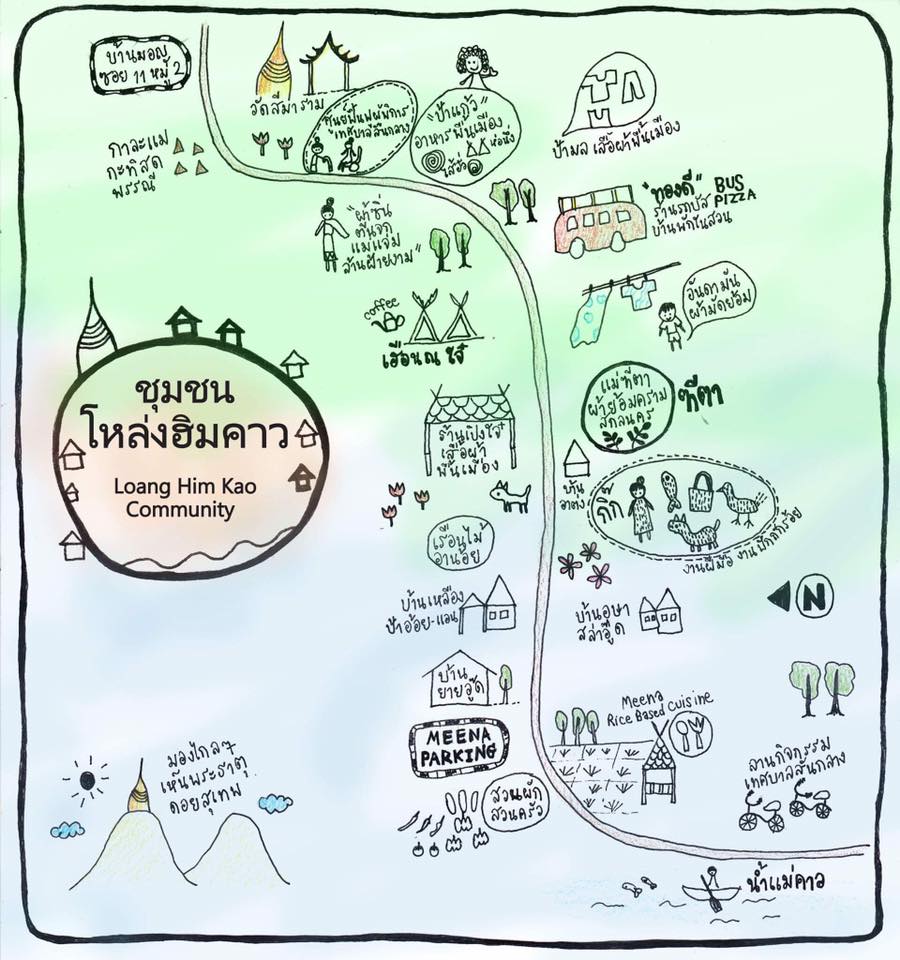 บ้านมอญ
ซอย 11 หมู่ 2
วัดสีมาราม
ศูนย์ฟื้นฟูผู้พิการ
เทศบาลสันกลาง
"ป้าแก้ว"
อาหารพื้นเมือง
ห่อนึ่ง
ไส้อั่ว
ป้ามล เสื้อผ้าพื้นเมือง
กาละแม
กะทิสด
พรรณี
"ผ้าซิ่น
ตีนจก
แม่แจ่ม
ล้านฝ้ายงาม"
"ทองดี" BUS
PIZZA
ร้านรถบัส
บ้านพักในสวน
coffee
เฮือนณ ใจ๋
อันดามัน
ผ้ามัดย้อม
ชุมชน
โหล่งฮิมคาว
Loang Him Kao
Community
แม่ฑีตา
ผ้าย้อมคราม
สกลนคร
ฑีตา
ร้านเปิงใจ๋
เสื้อผ้า
พื้นเมือง
บ้าน
กิ๊
งานฝีมือ งานพักถักร้อย
เรือนไม้
อาน้อย
N
บ้านเหลือง
ป้าอ้อย-แอน
บ้านอุษา
สล่าอู๊ด
บ้าน
ยายอู๊ด
Meena
Rice Based Cuisine
MEENA
PARKING
มองไกลๆ
เห็นพระธาตุ
ดอยสุเทพ
สวนผัก
สวนครัว
ลานกิจกรรม
เทศบาลสันกลาง
น้ำแม่คาว